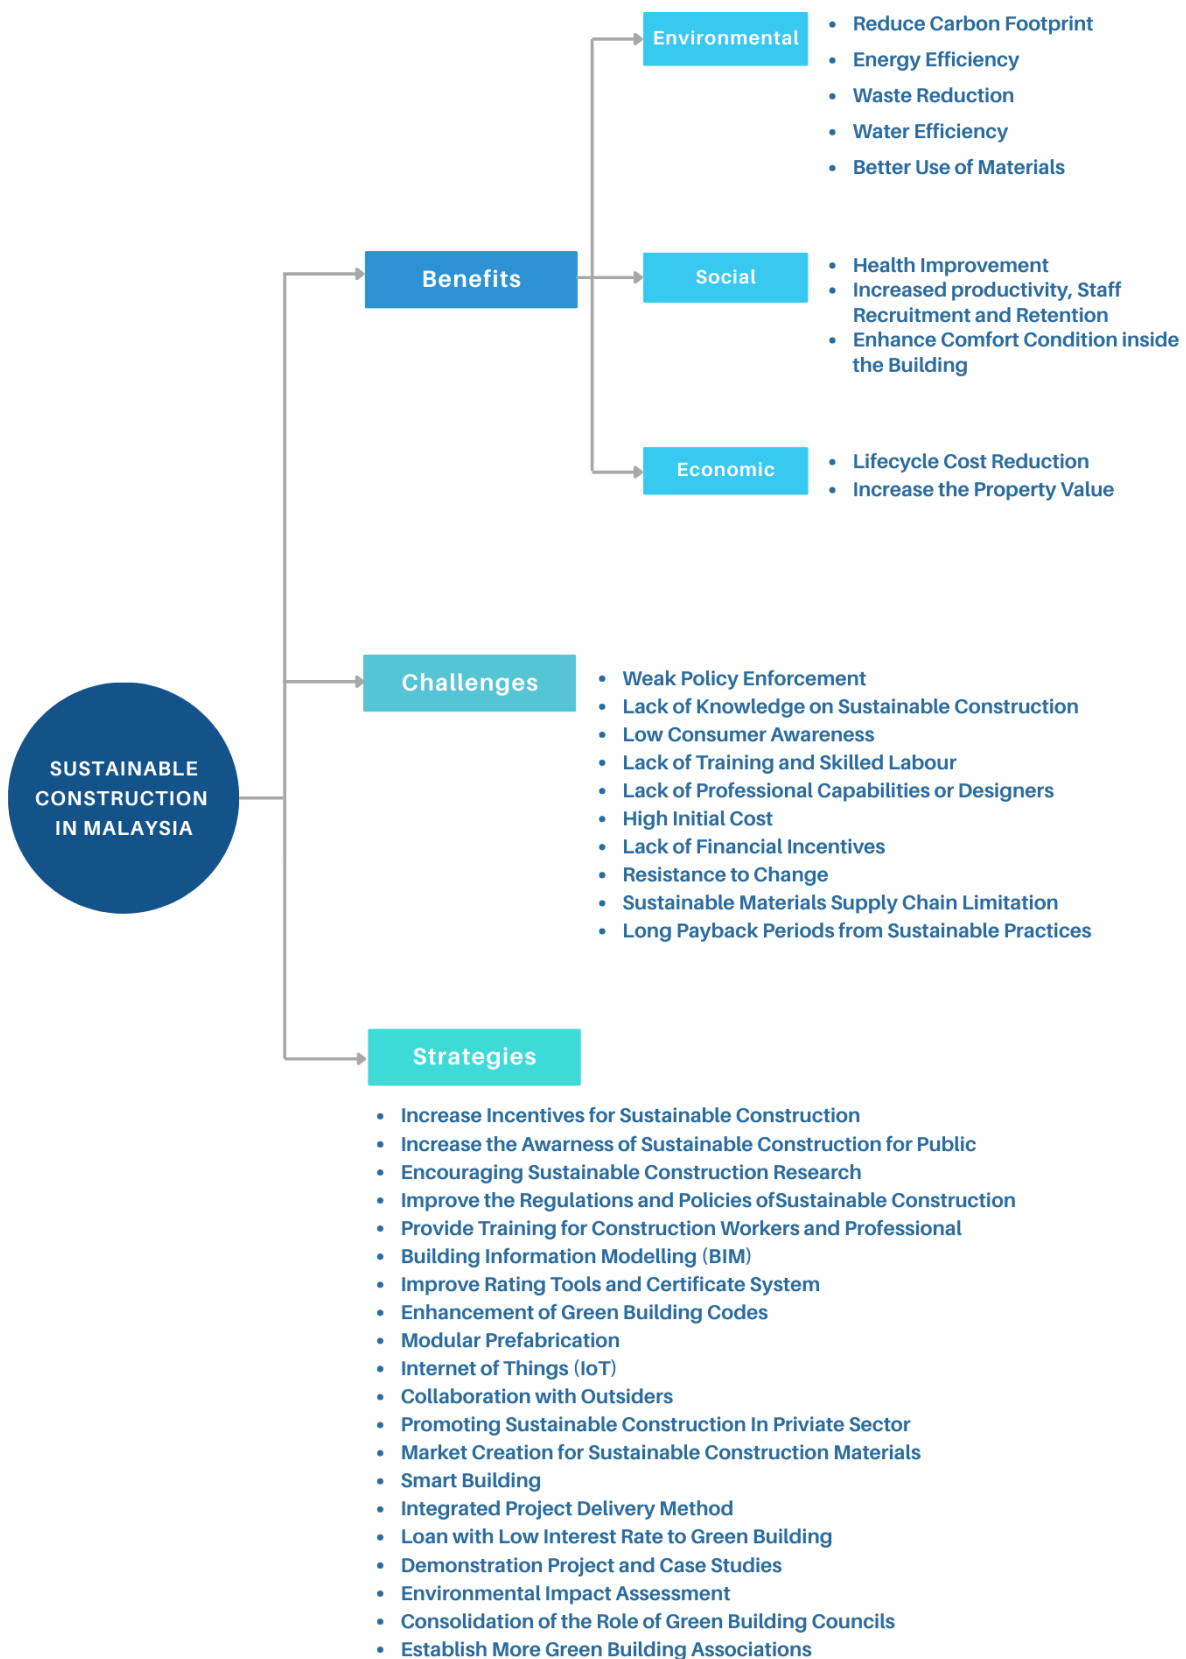 Environmental
Reduce Carbon Footprint
Energy Efficiency
Waste Reduction
Water Efficiency
Better Use of Materials
Benefits
Social
Health Improvement
Increased productivity, Staff
Recruitment and Retention
Enhance Comfort Condition inside
the Building
Economic
Lifecycle Cost Reduction
Increase the Property Value
SUSTAINABLE
CONSTRUCTION
IN MALAYSIA
Challenges
Weak Policy Enforcement
Lack of Knowledge on Sustainable Construction
Low Consumer Awareness
Lack of Training and Skilled Labour
Lack of Professional Capabilities or Designers
High Initial Cost
Lack of Financial Incentives
Resistance to Change
Sustainable Materials Supply Chain Limitation
Long Payback Periods from Sustainable Practices
Strategies
Increase Incentives for Sustainable Construction
Increase the Awarness of Sustainable Construction for Public
Encouraging Sustainable Construction Research
Improve the Regulations and Policies ofSustainable Construction
Provide Training for Construction Workers and Professional
Building Information Modelling (BIM)
Improve Rating Tools and Certificate System
Enhancement of Green Building Codes
Modular Prefabrication
Internet of Things (IoT)
Collaboration with Outsiders
Promoting Sustainable Construction In Priviate Sector
Market Creation for Sustainable Construction Materials
Smart Building
Integrated Project Delivery Method
Loan with Low Interest Rate to Green Building
Demonstration Project and Case Studies
Environmental Impact Assessment
Consolidation of the Role of Green Building Councils
Establish More Green Building Associations